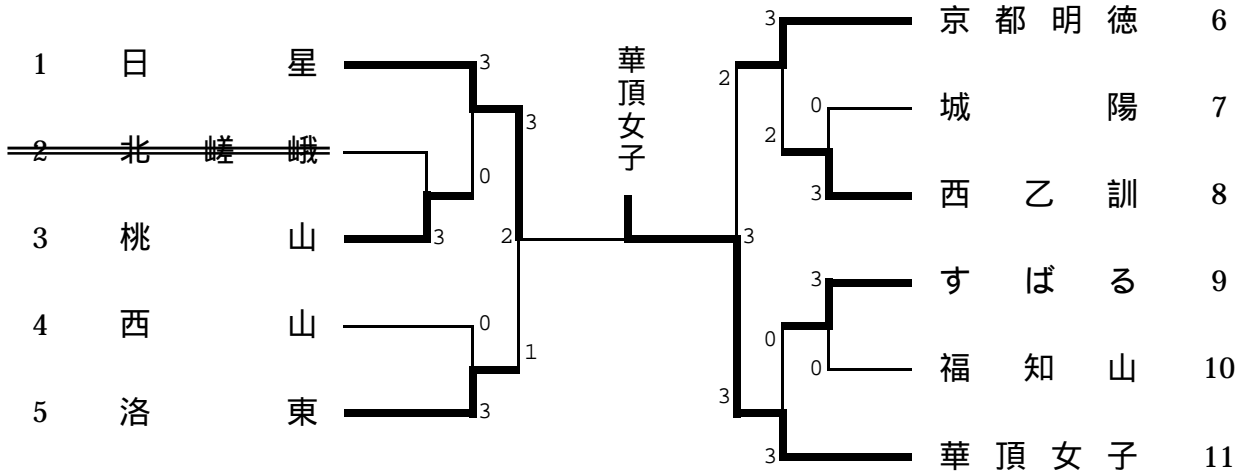 1 日 星
2 北 嵯 峨
3 桃 山
4 西 山
5 洛 東
3
3
0
3
2
0
1
3
華頂女子
3
2
0
2
3
3
3
0
0
3
3
京 都 明 徳 6
城 陽 7
西 乙 訓 8
す ば る 9
福 知 山 10
華 頂 女 子 11